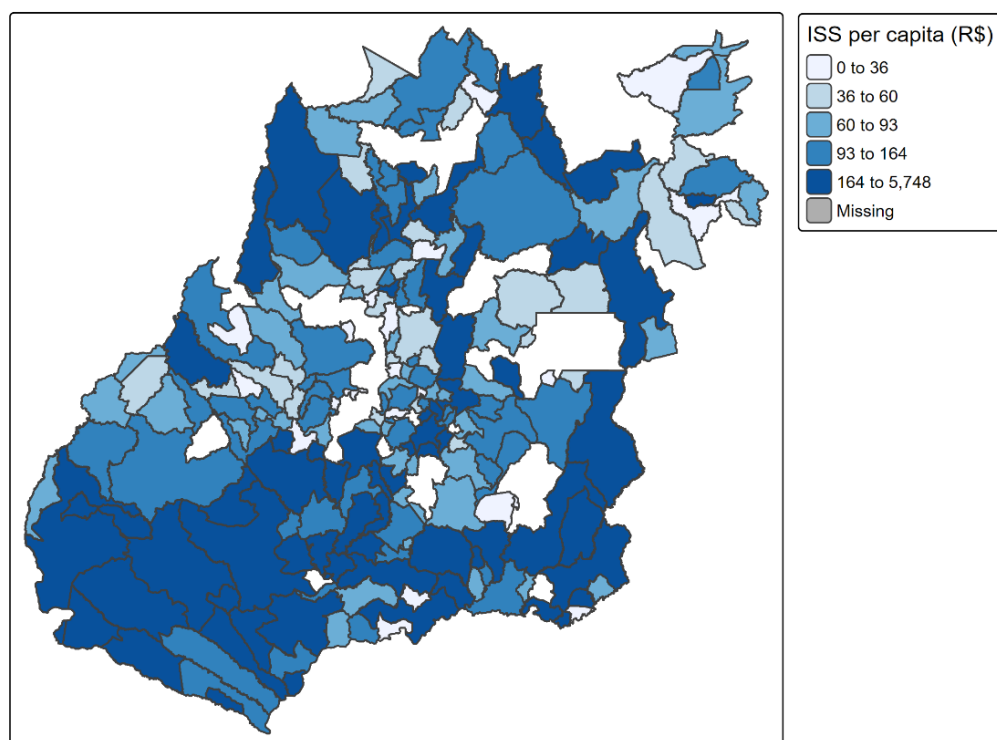 ISS per capita (R$)
0 to 36
36 to 60
60 to 93
93 to 164
164 to 5,748
Missing